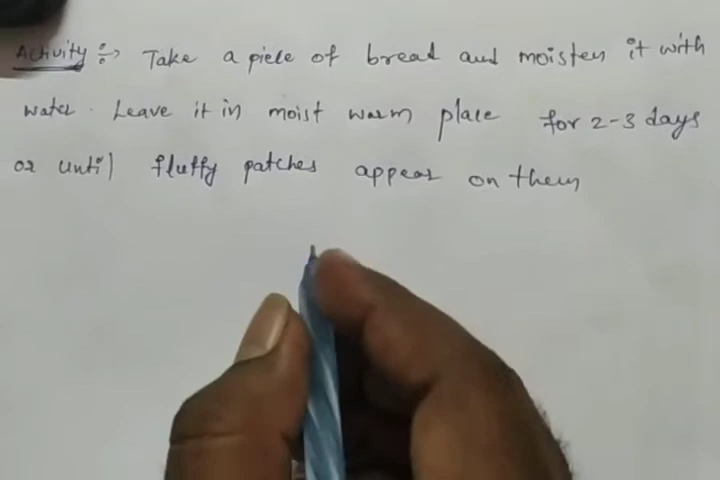 Activity :→ Take a piece of bread and moisten it with
water. Leave it in moist warm place for 2-3 days
or until fluffy patches appear on them